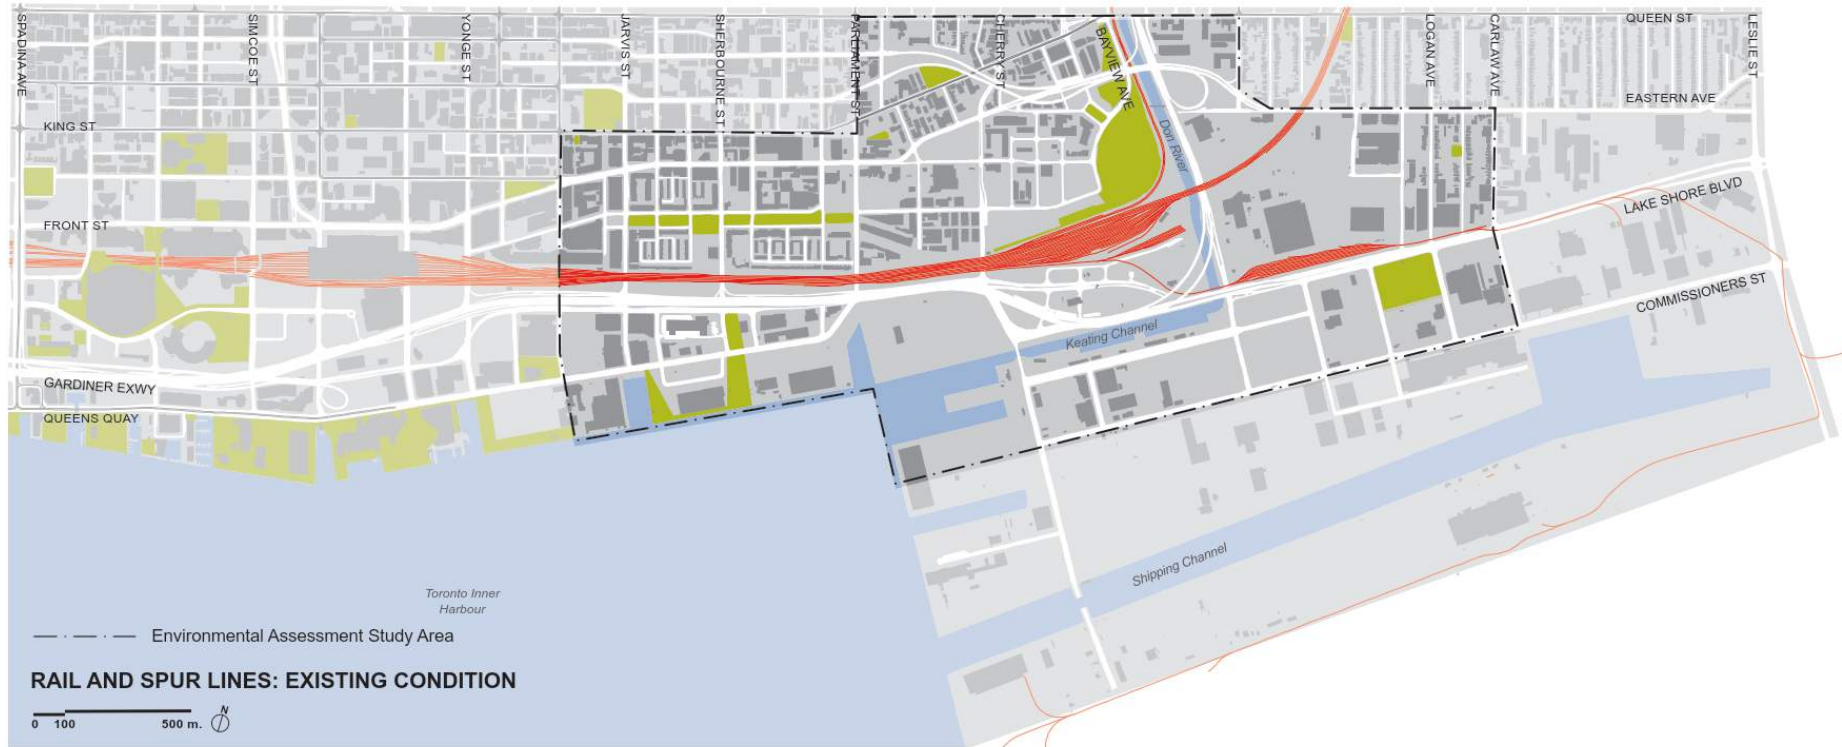 SPADINA AVE
SIMCOE ST
YONGE ST
JARVIS ST
SHERBOURNE ST
PARLIAMENT ST
CHERRY ST
BAYVIEW AVE
QUEEN ST
LOGAN AVE
CARLAW AVE
LESLIE ST
EASTERN AVE
KING ST
Don River
FRONT ST
LAKE SHORE BLVD
COMMISSIONERS ST
Keating Channel
GARDINER EXWY
QUEENS QUAY
Shipping Channel
Toronto Inner
Harbour
Environmental Assessment Study Area
RAIL AND SPUR LINES: EXISTING CONDITION
N
0 100 500 m.